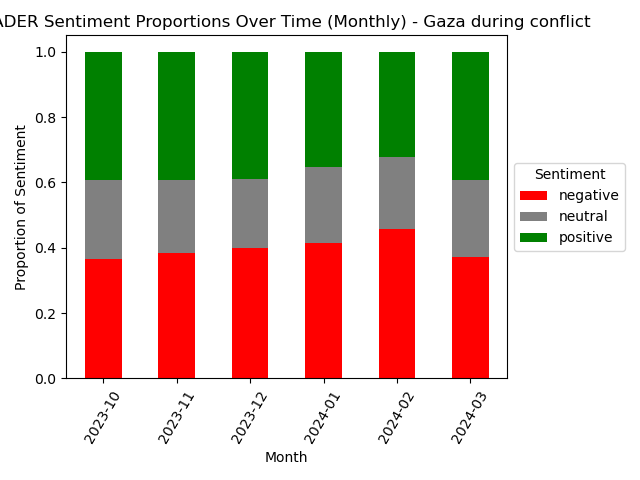 ADER Sentiment Proportions Over Time (Monthly) - Gaza during conflict
1.0
0.8
0.6
0.4
0.2
0.0
Proportion of Sentiment
2023-10
2023-11
2023-12
2024-01
2024-02
2024-03
Month
Sentiment
negative
neutral
positive